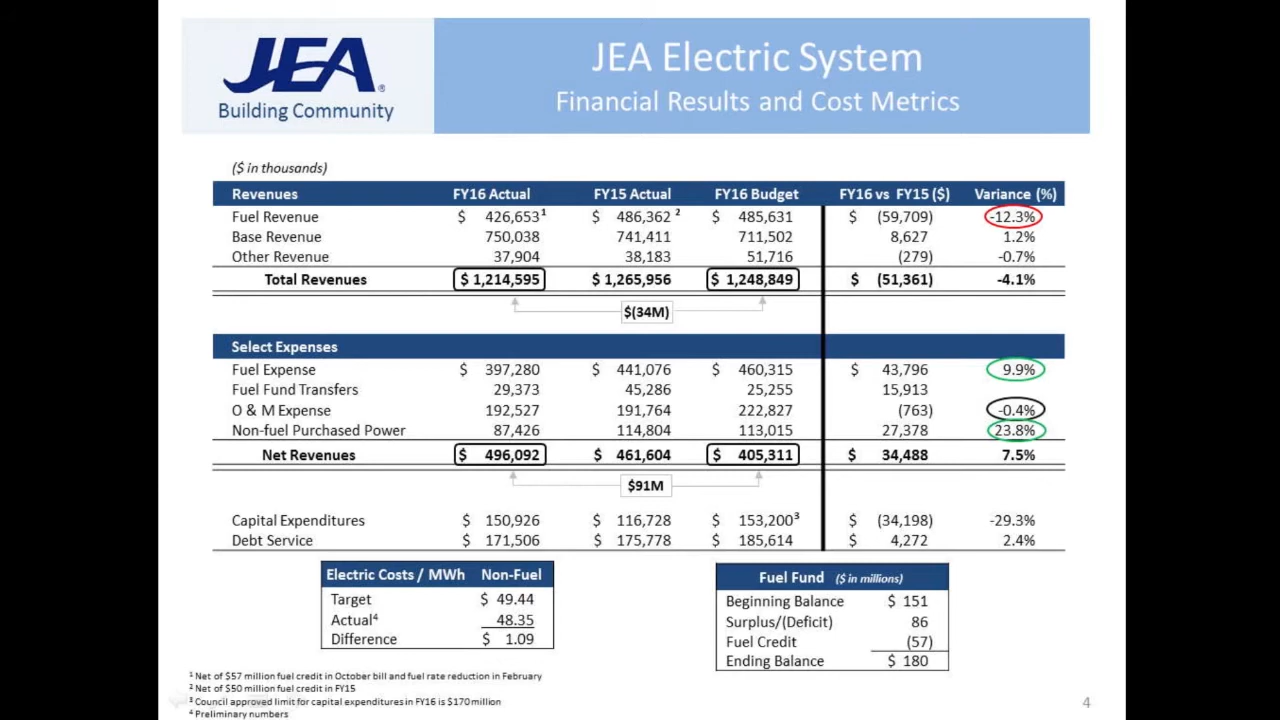 JEA®
Building Community
JEA Electric System
Financial Results and Cost Metrics
($ in thousands)
Revenues FY16 Actual FY15 Actual FY16 Budget FY16 vs FY15 ($) Variance (%)
Fuel Revenue $ 426,653¹ $ 486,362 ² $ 485,631 $ (59,709) -12.3%
Base Revenue 750,038 741,411 711,502 8,627 1.2%
Other Revenue 37,904 38,183 51,716 (279) -0.7%
Total Revenues $ 1,214,595 $ 1,265,956 $ 1,248,849 $ (51,361) -4.1%
$(34M)
Select Expenses
Fuel Expense $ 397,280 $ 441,076 $ 460,315 $ 43,796 9.9%
Fuel Fund Transfers 29,373 45,286 25,255 15,913
O & M Expense 192,527 191,764 222,827 (763) -0.4%
Non-fuel Purchased Power 87,426 114,804 113,015 27,378 23.8%
Net Revenues $ 496,092 $ 461,604 $ 405,311 $ 34,488 7.5%
$91M
Capital Expenditures $ 150,926 $ 116,728 $ 153,200³ $ (34,198) -29.3%
Debt Service $ 171,506 $ 175,778 $ 185,614 $ 4,272 2.4%
Electric Costs / MWh Non-Fuel
Target $ 49.44
Actual⁴ 48.35
Difference $ 1.09
Fuel Fund ($ in millions)
Beginning Balance $ 151
Surplus/(Deficit) 86
Fuel Credit (57)
Ending Balance $ 180
¹ Net of $57 million fuel credit in October bill and fuel rate reduction in February
² Net of $50 million fuel credit in FY15
³ Council approved limit for capital expenditures in FY16 is $170 million
⁴ Preliminary numbers
4